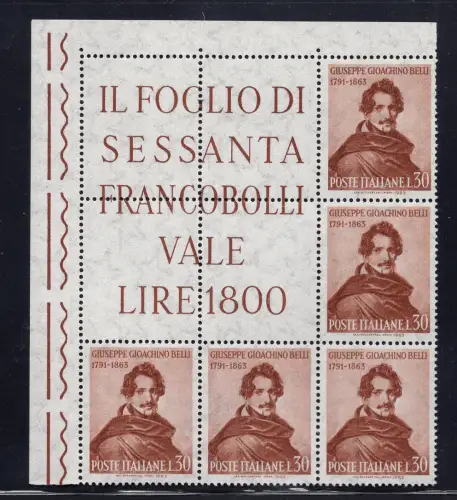 IL FOGLIO DI
SESSANTA
FRANCOBOLLI
VALE
LIRE 1800
GIUSEPPE GIOACHINO BELLI
1791-1863
POSTE ITALIANE L.30
GIUSEPPE GIOACHINO BELLI
1791-1863
POSTE ITALIANE L.30
GIUSEPPE GIOACHINO BELLI
1791-1863
POSTE ITALIANE L.30
GIUSEPPE GIOACHINO BELLI
1791-1863
POSTE ITALIANE L.30
GIUSEPPE GIOACHINO BELLI
1791-1863
POSTE ITALIANE L.30